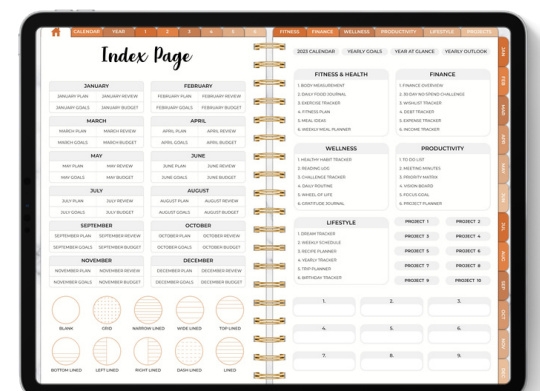 CALENDAR YEAR 1 2 3 4 5 6
FITNESS FINANCE WELLNESS PRODUCTIVITY LIFESTYLE PROJECTS
Index Page
JANUARY
JANUARY PLAN JANUARY REVIEW
JANUARY GOALS JANUARY BUDGET
FEBRUARY
FEBRUARY PLAN FEBRUARY REVIEW
FEBRUARY GOALS FEBRUARY BUDGET
MARCH
MARCH PLAN MARCH REVIEW
MARCH GOALS MARCH BUDGET
APRIL
APRIL PLAN APRIL REVIEW
APRIL GOALS APRIL BUDGET
MAY
MAY PLAN MAY REVIEW
MAY GOALS MAY BUDGET
JUNE
JUNE PLAN JUNE REVIEW
JUNE GOALS JUNE BUDGET
JULY
JULY PLAN JULY REVIEW
JULY GOALS JULY BUDGET
AUGUST
AUGUST PLAN AUGUST REVIEW
AUGUST GOALS AUGUST BUDGET
SEPTEMBER
SEPTEMBER PLAN SEPTEMBER REVIEW
SEPTEMBER GOALS SEPTEMBER BUDGET
OCTOBER
OCTOBER PLAN OCTOBER REVIEW
OCTOBER GOALS OCTOBER BUDGET
NOVEMBER
NOVEMBER PLAN NOVEMBER REVIEW
NOVEMBER GOALS NOVEMBER BUDGET
DECEMBER
DECEMBER PLAN DECEMBER REVIEW
DECEMBER GOALS DECEMBER BUDGET
BLANK GRID NARROW LINED WIDE LINED TOP LINED
BOTTOM LINED LEFT LINED RIGHT LINED DASH LINED LINED
2023 CALENDAR YEARLY GOALS YEAR AT GLANCE YEARLY OUTLOOK
FITNESS & HEALTH
1. BODY MEASUREMENT
2. DAILY FOOD JOURNAL
3. EXERCISE TRACKER
4. FITNESS PLAN
5. MEAL IDEAS
6. WEEKLY MEAL PLANNER
FINANCE
1. FINANCE OVERVIEW
2. 30 DAY NO SPEND CHALLENGE
3. WISHLIST TRACKER
4. DEBT TRACKER
5. EXPENSE TRACKER
6. INCOME TRACKER
WELLNESS
1. HEALTHY HABIT TRACKER
2. READING LOG
3. CHALLENGE TRACKER
4. DAILY ROUTINE
5. WHEEL OF LIFE
6. GRATITUDE JOURNAL
PRODUCTIVITY
1. TO DO LIST
2. MEETING MINUTES
3. PRIORITY MATRIX
4. VISION BOARD
5. FOCUS GOAL
6. PROJECT PLANNER
LIFESTYLE
1. DREAM TRACKER
2. WEEKLY SCHEDULE
3. RECIPE PLANNER
4. YEARLY TRACKER
5. TRIP PLANNER
6. BIRTHDAY TRACKER
PROJECT 1 PROJECT 2
PROJECT 3 PROJECT 4
PROJECT 5 PROJECT 6
PROJECT 7 PROJECT 8
PROJECT 9 PROJECT 10
1. 2. 3.
4. 5. 6.
7. 8. 9.
JAN
FEB
MAR
APR
MAY
JUN
JUL
AUG
SEP
OCT
NOV
DEC